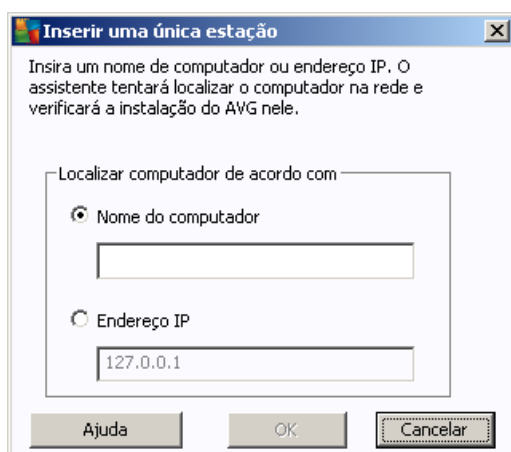 Inserir uma única estação
Insira um nome de computador ou endereço IP. O
assistente tentará localizar o computador na rede e
verificará a instalação do AVG nele.
Localizar computador de acordo com
Nome do computador
Endereço IP
127.0.0.1
Ajuda
OK
Cancelar